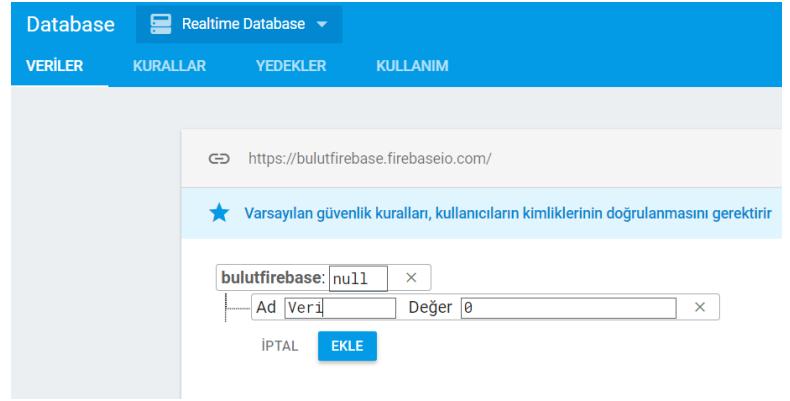 Database Realtime Database
VERİLER KURALLAR YEDEKLER KULLANIM
https://bulutfirebase.firebaseio.com/
Varsayılan güvenlik kuralları, kullanıcıların kimliklerinin doğrulanmasını gerektirir
bulutfirebase: null ×
Ad Veri Değer 0 ×
İPTAL EKLE